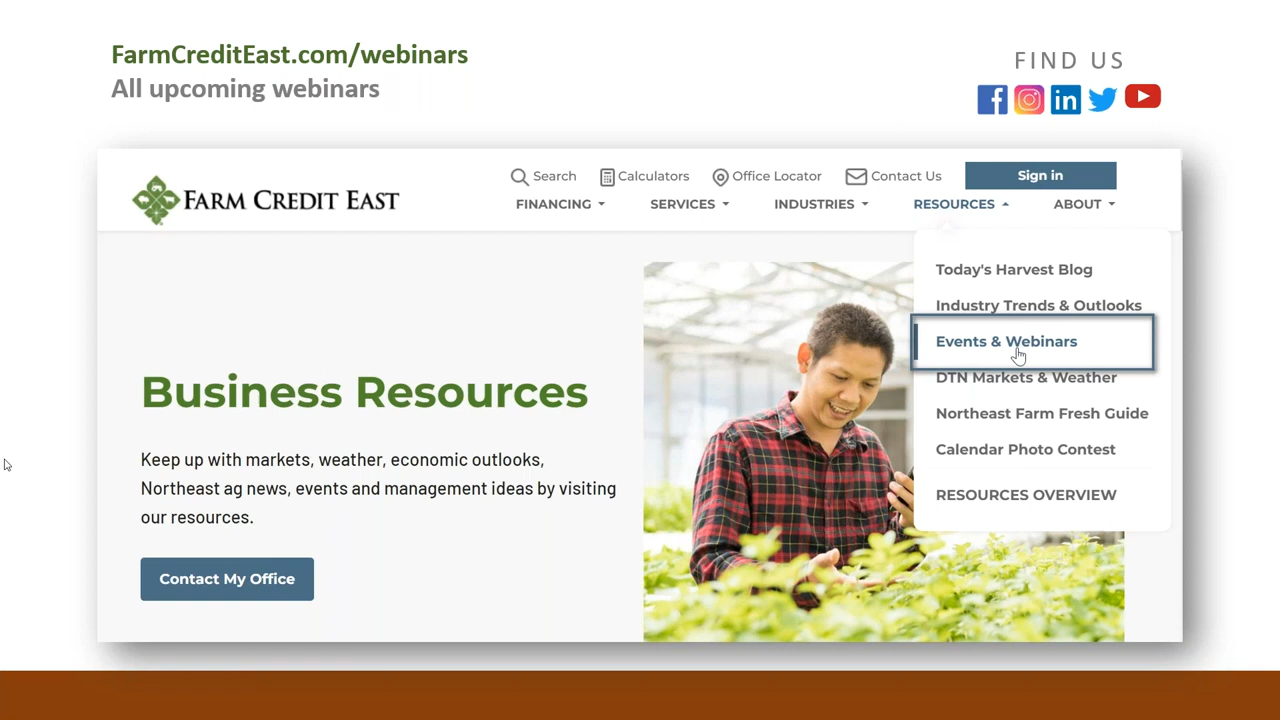 FarmCreditEast.com/webinars
All upcoming webinars
FIND US
FARM CREDIT EAST
Search
Calculators
Office Locator
Contact Us
Sign in
FINANCING
SERVICES
INDUSTRIES
RESOURCES
ABOUT
Today's Harvest Blog
Industry Trends & Outlooks
Events & Webinars
DTN Markets & Weather
Northeast Farm Fresh Guide
Calendar Photo Contest
RESOURCES OVERVIEW
Business Resources
Keep up with markets, weather, economic outlooks,
Northeast ag news, events and management ideas by visiting
our resources.
Contact My Office